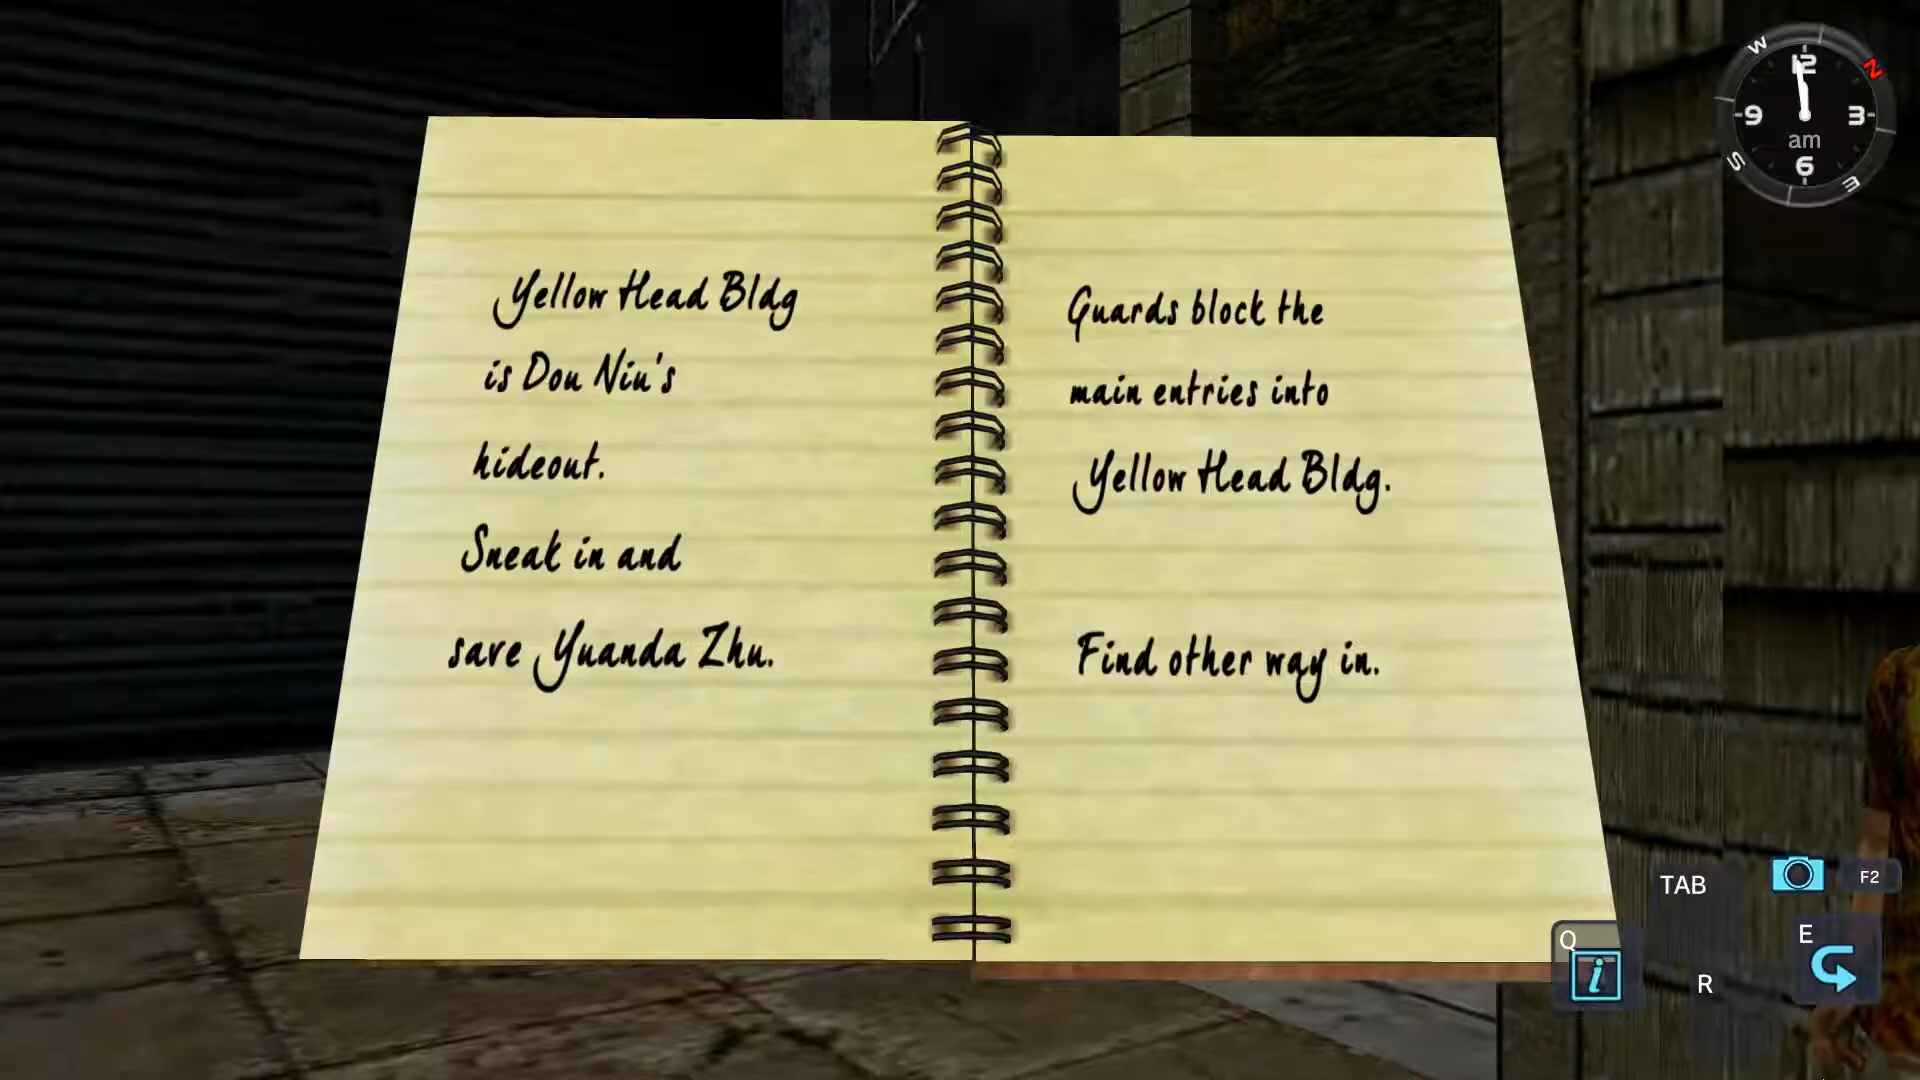 Yellow Head Bldg
is Dou Niu's
hideout.
Sneak in and
save Yuanda Zhu.
Guards block the
main entries into
Yellow Head Bldg.
Find other way in.
W
N
S
E
12
9
3
am
6
TAB
F2
Q
i
E
R